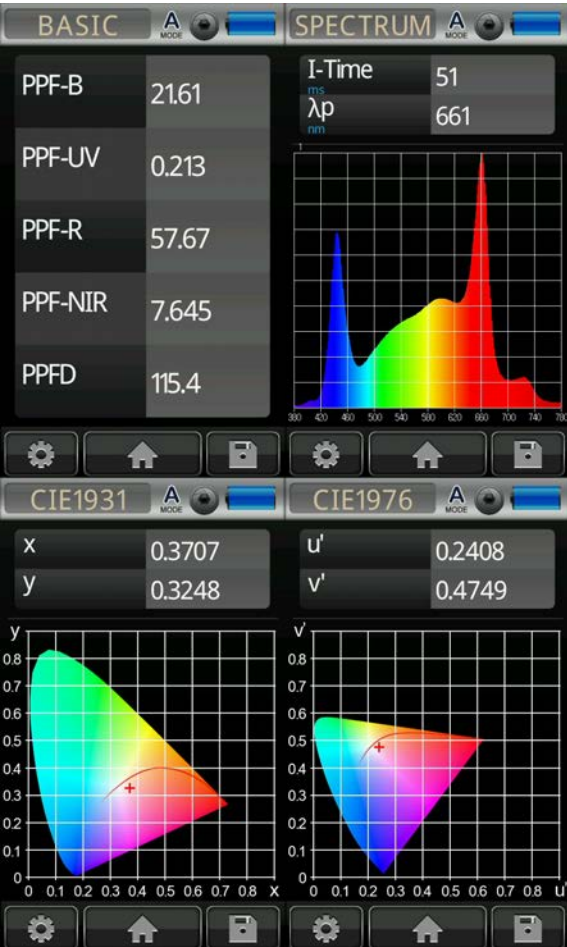 BASIC
A
MODE
PPF-B 21.61
PPF-UV 0.213
PPF-R 57.67
PPF-NIR 7.645
PPFD 115.4
SPECTRUM
A
MODE
I-Time 51
ms
λp 661
nm
1
380 420 460 500 540 580 620 660 700 740 780
CIE1931
A
MODE
x 0.3707
y 0.3248
y
0.8
0.7
0.6
0.5
0.4
0.3
0.2
0.1
0
0 0.1 0.2 0.3 0.4 0.5 0.6 0.7 0.8 x
CIE1976
A
MODE
u' 0.2408
v' 0.4749
v'
0.8
0.7
0.6
0.5
0.4
0.3
0.2
0.1
0
0 0.1 0.2 0.3 0.4 0.5 0.6 0.7 0.8 u'